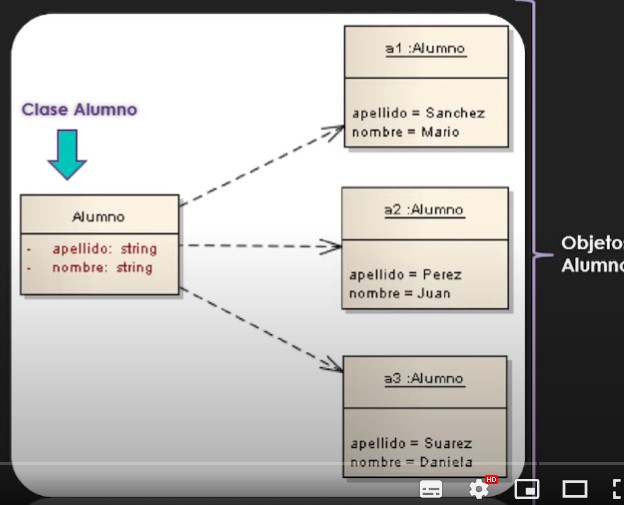 Clase Alumno
Alumno
- apellido: string
- nombre: string
a1 :Alumno
apellido = Sanchez
nombre = Mario
a2 :Alumno
apellido = Perez
nombre = Juan
a3 :Alumno
apellido = Suarez
nombre = Daniela
Objetos
Alumno
HD